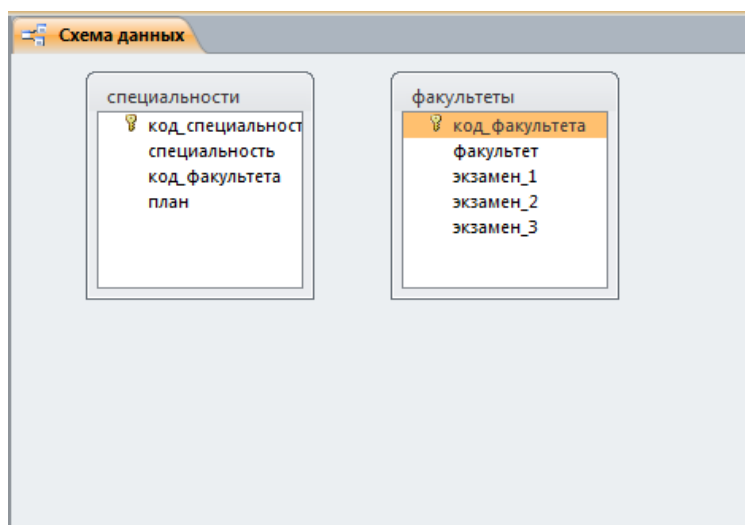 Схема данных
специальности
код_специальност
специальность
код_факультета
план
факультеты
код_факультета
факультет
экзамен_1
экзамен_2
экзамен_3